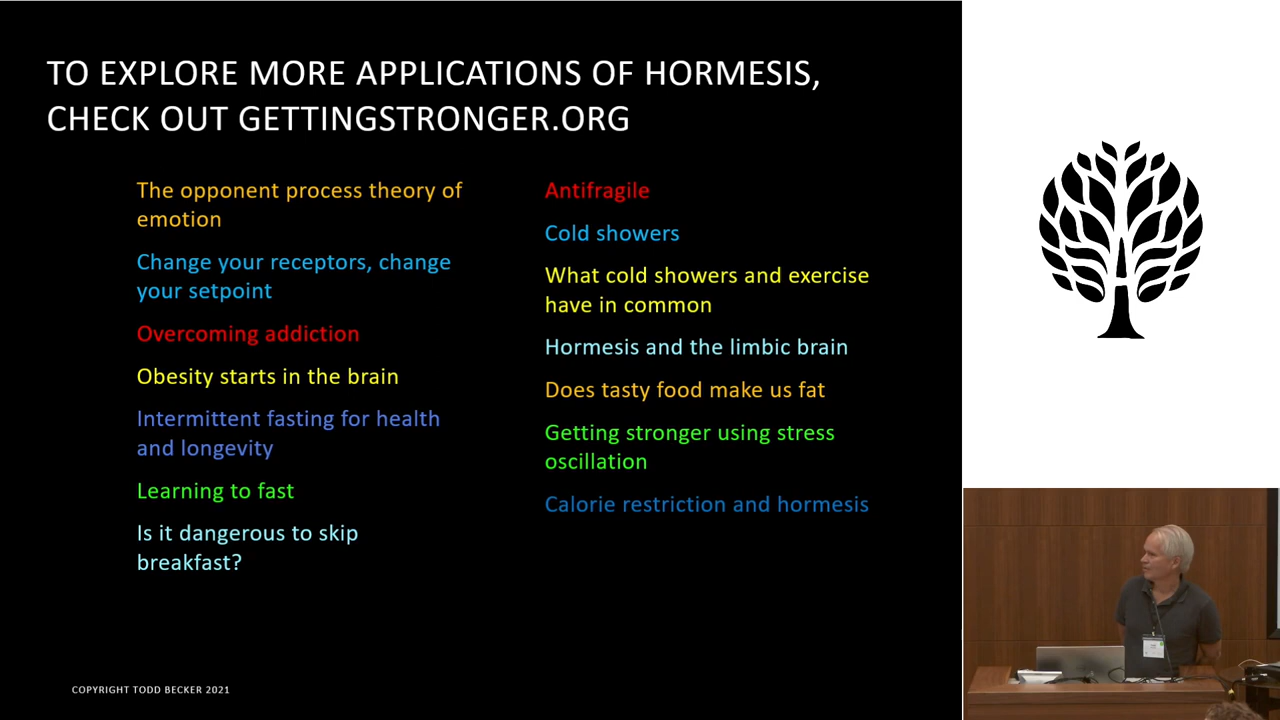 TO EXPLORE MORE APPLICATIONS OF HORMESIS,
CHECK OUT GETTINGSTRONGER.ORG
The opponent process theory of
emotion
Change your receptors, change
your setpoint
Overcoming addiction
Obesity starts in the brain
Intermittent fasting for health
and longevity
Learning to fast
Is it dangerous to skip
breakfast?
Antifragile
Cold showers
What cold showers and exercise
have in common
Hormesis and the limbic brain
Does tasty food make us fat
Getting stronger using stress
oscillation
Calorie restriction and hormesis
COPYRIGHT TODD BECKER 2021